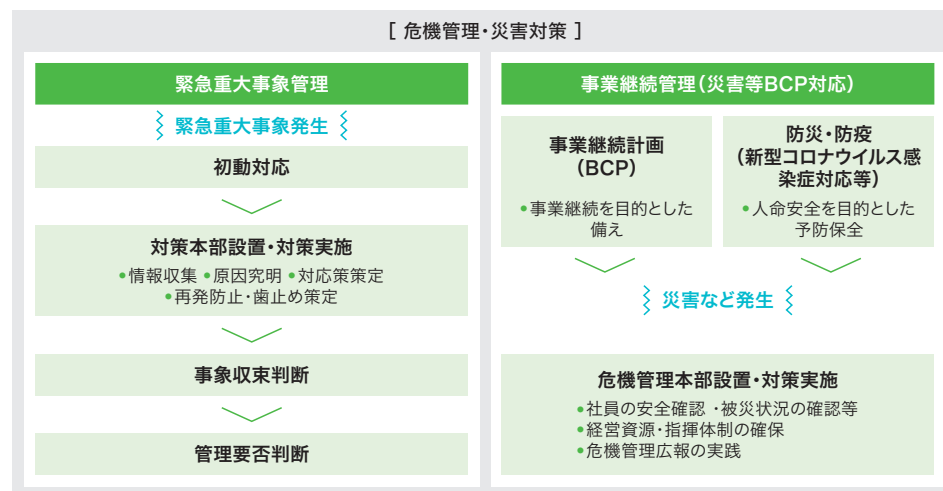 [ 危機管理・災害対策 ]
緊急重大事象管理
緊急重大事象発生
初動対応
対策本部設置・対策実施
●情報収集 ●原因究明 ●対応策策定
●再発防止・歯止め策定
事象収束判断
管理要否判断
事業継続管理（災害等BCP対応）
事業継続計画
（BCP）
●事業継続を目的とした
備え
防災・防疫
（新型コロナウイルス感
染症対応等）
●人命安全を目的とした
予防保全
災害など発生
危機管理本部設置・対策実施
●社員の安全確認 ・被災状況の確認等
●経営資源・指揮体制の確保
●危機管理広報の実践